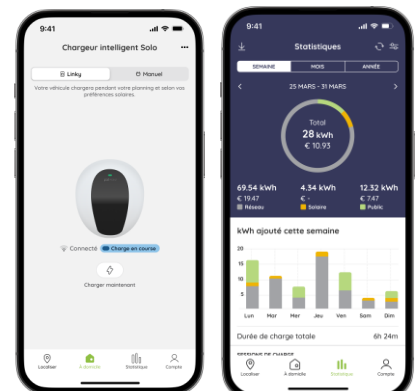 9:41
Chargeur intelligent Solo
Linky
Manuel
Votre véhicule chargera pendant votre planning et selon vos
préférences solaires.
Connecté
Charge en cours
Charger maintenant
Localiser
À domicile
Statistique
Compte
9:41
Statistiques
SEMAINE
MOIS
ANNÉE
25 MARS - 31 MARS
Total
28 kWh
€ 10.93
69.54 kWh
4.34 kWh
12.32 kWh
€ 19.47
€ -
€ 7.47
Réseau
Solaire
Public
kWh ajouté cette semaine
20
15
10
5
Lun
Mar
Mer
Jeu
Ven
Sam
Dim
Durée de charge totale
6h 24m
SESSIONS DE CHARGE
Localiser
À domicile
Statistique
Compte